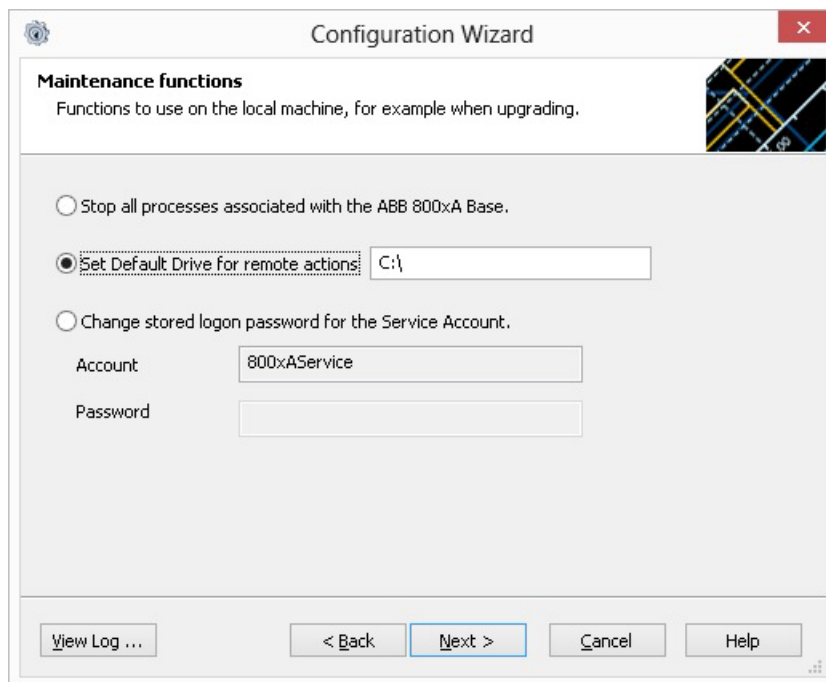 Configuration Wizard
Maintenance functions
Functions to use on the local machine, for example when upgrading.
Stop all processes associated with the ABB 800xA Base.
Set Default Drive for remote actions C:\
Change stored logon password for the Service Account.
Account 800xAService
Password
View Log ... < Back Next > Cancel Help